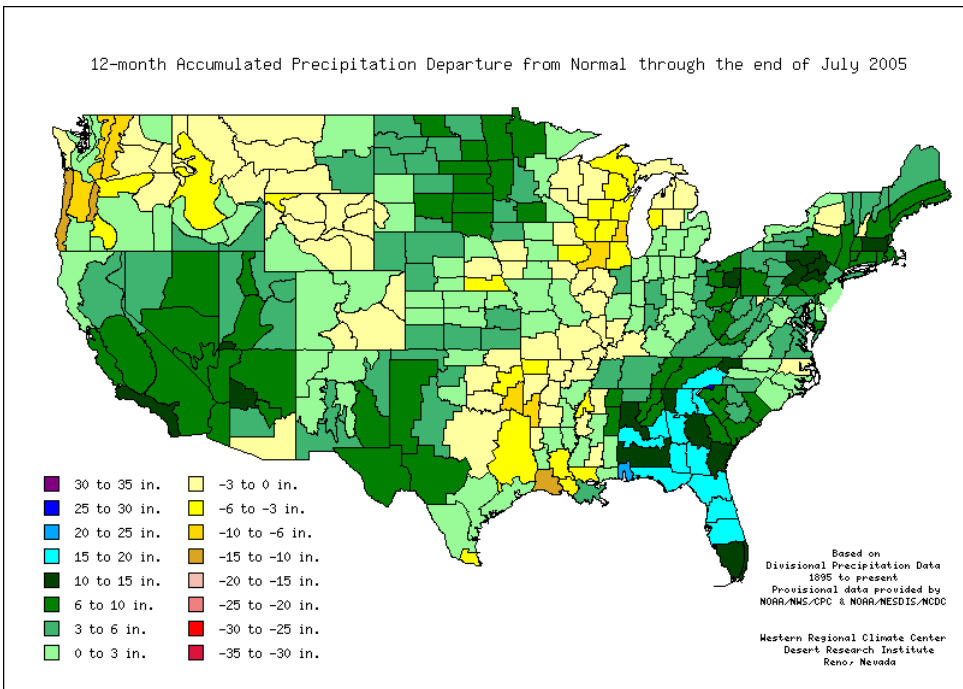 12-month Accumulated Precipitation Departure from Normal through the end of July 2005
30 to 35 in.
25 to 30 in.
20 to 25 in.
15 to 20 in.
10 to 15 in.
6 to 10 in.
3 to 6 in.
0 to 3 in.
-3 to 0 in.
-6 to -3 in.
-10 to -6 in.
-15 to -10 in.
-20 to -15 in.
-25 to -20 in.
-30 to -25 in.
-35 to -30 in.
Based on
Divisional Precipitation Data
1895 to present
Provisional data provided by
NOAA/NWS/CPC & NOAA/NESDIS/NCDC
Western Regional Climate Center
Desert Research Institute
Reno, Nevada